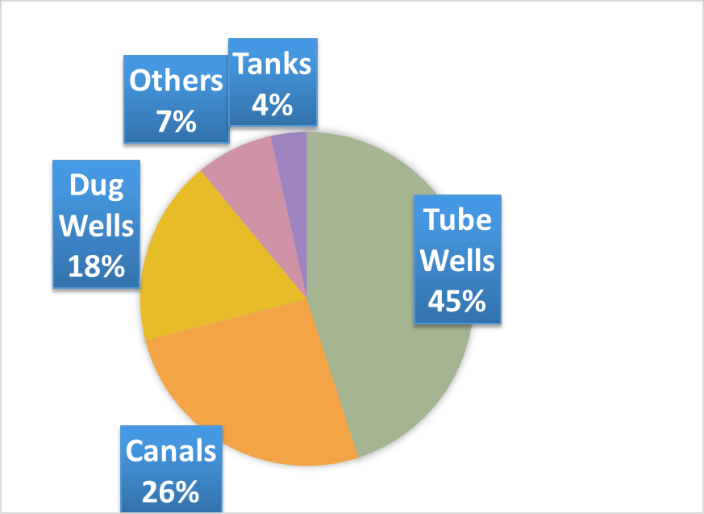 Others
7%
Tanks
4%
Dug
Wells
18%
Tube
Wells
45%
Canals
26%